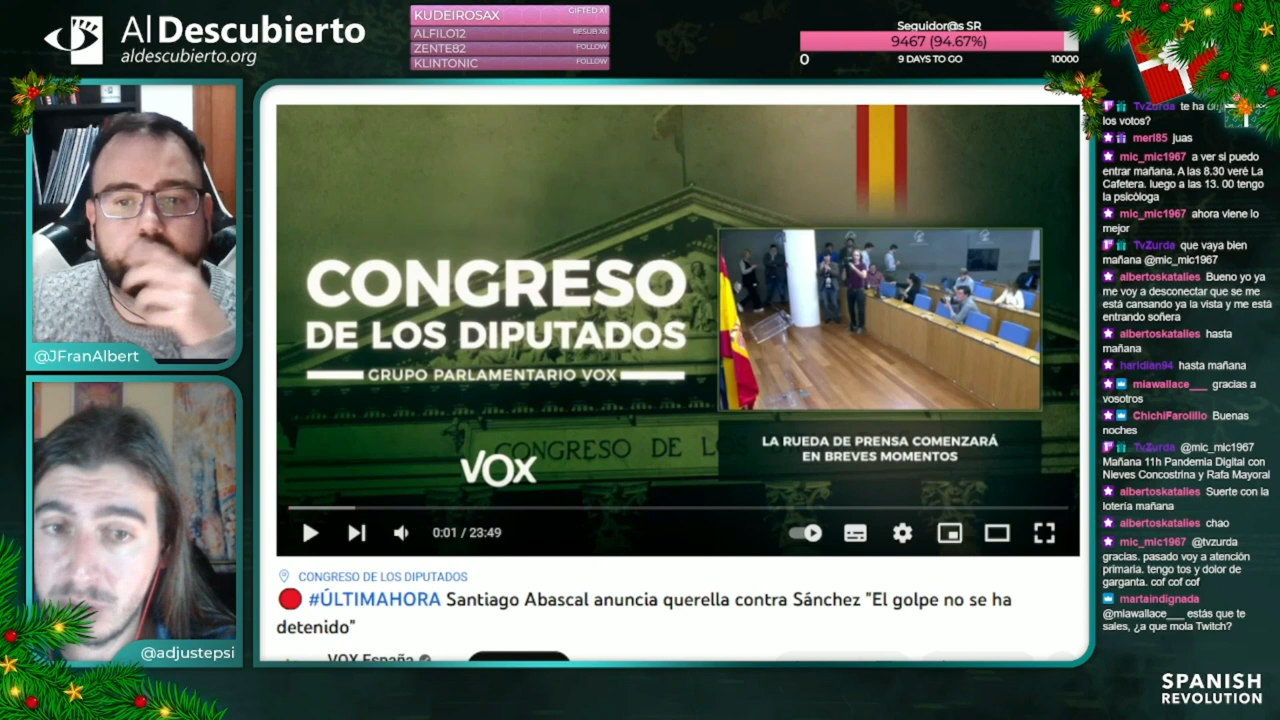 Al Descubierto
aldescubierto.org
KUDEIROSAX GIFTED X1
ALFILO12 RESUB X6
ZENTE82 FOLLOW
KLINTONIC FOLLOW
Seguidor@s SR
9467 (94.67%)
0 9 DAYS TO GO 10000
@JFranAlbert
@adjustepsi
CONGRESO
DE LOS DIPUTADOS
GRUPO PARLAMENTARIO VOX
CONGRESO DE LO
VOX
LA RUEDA DE PRENSA COMENZARÁ
EN BREVES MOMENTOS
0:01 / 23:49
CONGRESO DE LOS DIPUTADOS
#ÚLTIMAHORA Santiago Abascal anuncia querella contra Sánchez "El golpe no se ha
detenido"
VOX España
TvZurda te ha
los votos?
merl85 juas
mic_mic1967 a ver si puedo
entrar mañana. A las 8.30 veré La
Cafetera. luego a las 13. 00 tengo
la psicóloga
mic_mic1967 ahora viene lo
mejor
TvZurda que vaya bien
mañana @mic_mic1967
albertoskatalies Bueno yo ya
me voy a desconectar que se me
está cansando ya la vista y me está
entrando soñera
albertoskatalies hasta
mañana
haridian94 hasta mañana
miawallace___ gracias a
vosotros
ChichiFarolillo Buenas
noches
TvZurda @mic_mic1967
Mañana 11h Pandemia Digital con
Nieves Concostrina y Rafa Mayoral
albertoskatalies Suerte con la
lotería mañana
albertoskatalies chao
mic_mic1967 @tvzurda
gracias. pasado voy a atención
primaria. tengo tos y dolor de
garganta. cof cof cof
martaindignada
@miawallace___ estás que te
sales, ¿a que mola Twitch?
SPANISH
REVOLUTION